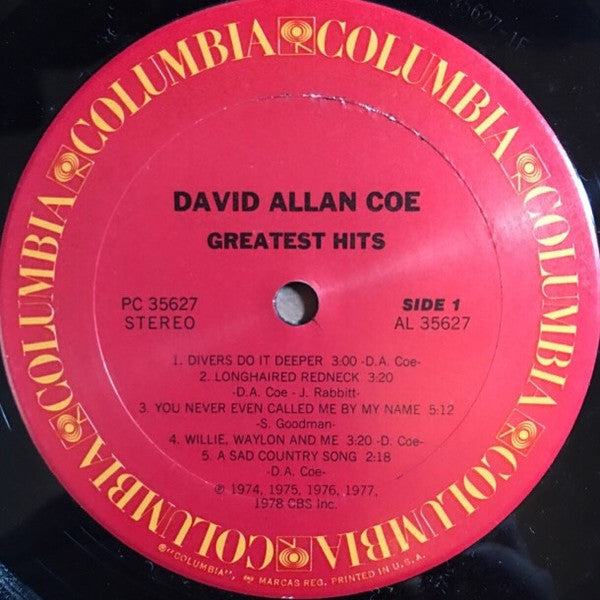 COLUMBIA COLUMBIA COLUMBIA COLUMBIA COLUMBIA COLUMBIA
DAVID ALLAN COE
GREATEST HITS
PC 35627
STEREO
SIDE 1
AL 35627
1. DIVERS DO IT DEEPER 3:00 -D.A. Coe-
2. LONGHAIRED REDNECK 3:20
-D.A. Coe - J. Rabbitt-
3. YOU NEVER EVEN CALLED ME BY MY NAME 5:12
-S. Goodman-
4. WILLIE, WAYLON AND ME 3:20 -D. Coe-
5. A SAD COUNTRY SONG 2:18
-D.A. Coe-
℗ 1974, 1975, 1976, 1977,
1978 CBS Inc.
®"COLUMBIA", MARCAS REG. PRINTED IN U.S.A.